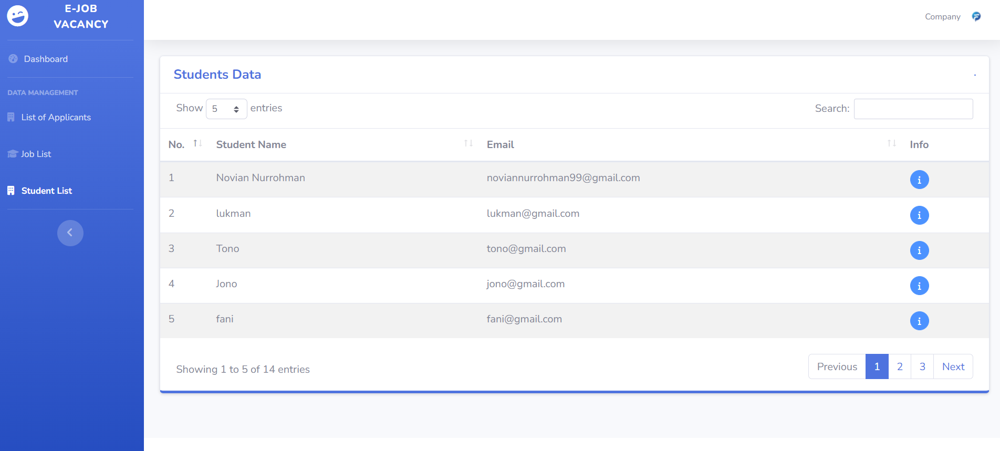 E-JOB
VACANCY
Company
Dashboard
DATA MANAGEMENT
List of Applicants
Job List
Student List
Students Data
-
Show 5 entries
Search:
No. Student Name Email Info
1 Novian Nurrohman noviannurrohman99@gmail.com i
2 lukman lukman@gmail.com i
3 Tono tono@gmail.com i
4 Jono jono@gmail.com i
5 fani fani@gmail.com i
Showing 1 to 5 of 14 entries
Previous 1 2 3 Next